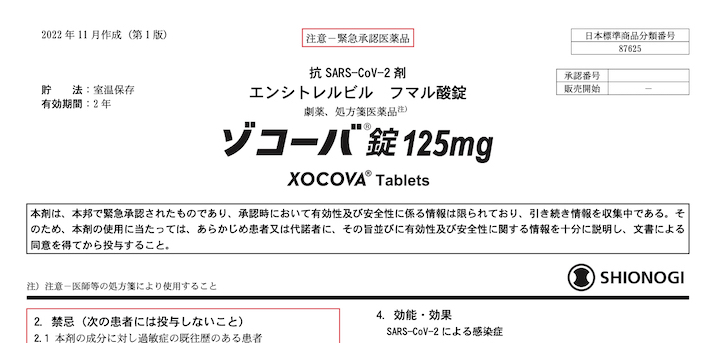 2022 年 11 月作成（第 1 版）
注意－緊急承認医薬品
日本標準商品分類番号
87625
貯　　法：室温保存
有効期間：2 年
承認番号
販売開始　－
抗 SARS-CoV-2 剤
エンシトレルビル　フマル酸錠
劇薬、処方箋医薬品注)
ゾコーバ®錠 125mg
XOCOVA® Tablets
本剤は、本邦で緊急承認されたものであり、承認時において有効性及び安全性に係る情報は限られており、引き続き情報を収集中である。そ
のため、本剤の使用に当たっては、あらかじめ患者又は代諾者に、その旨並びに有効性及び安全性に関する情報を十分に説明し、文書による
同意を得てから投与すること。
SHIONOGI
注）注意－医師等の処方箋により使用すること
2. 禁忌（次の患者には投与しないこと）
2.1 本剤の成分に対し過敏症の既往歴のある患者
4. 効能・効果
SARS-CoV-2 による感染症